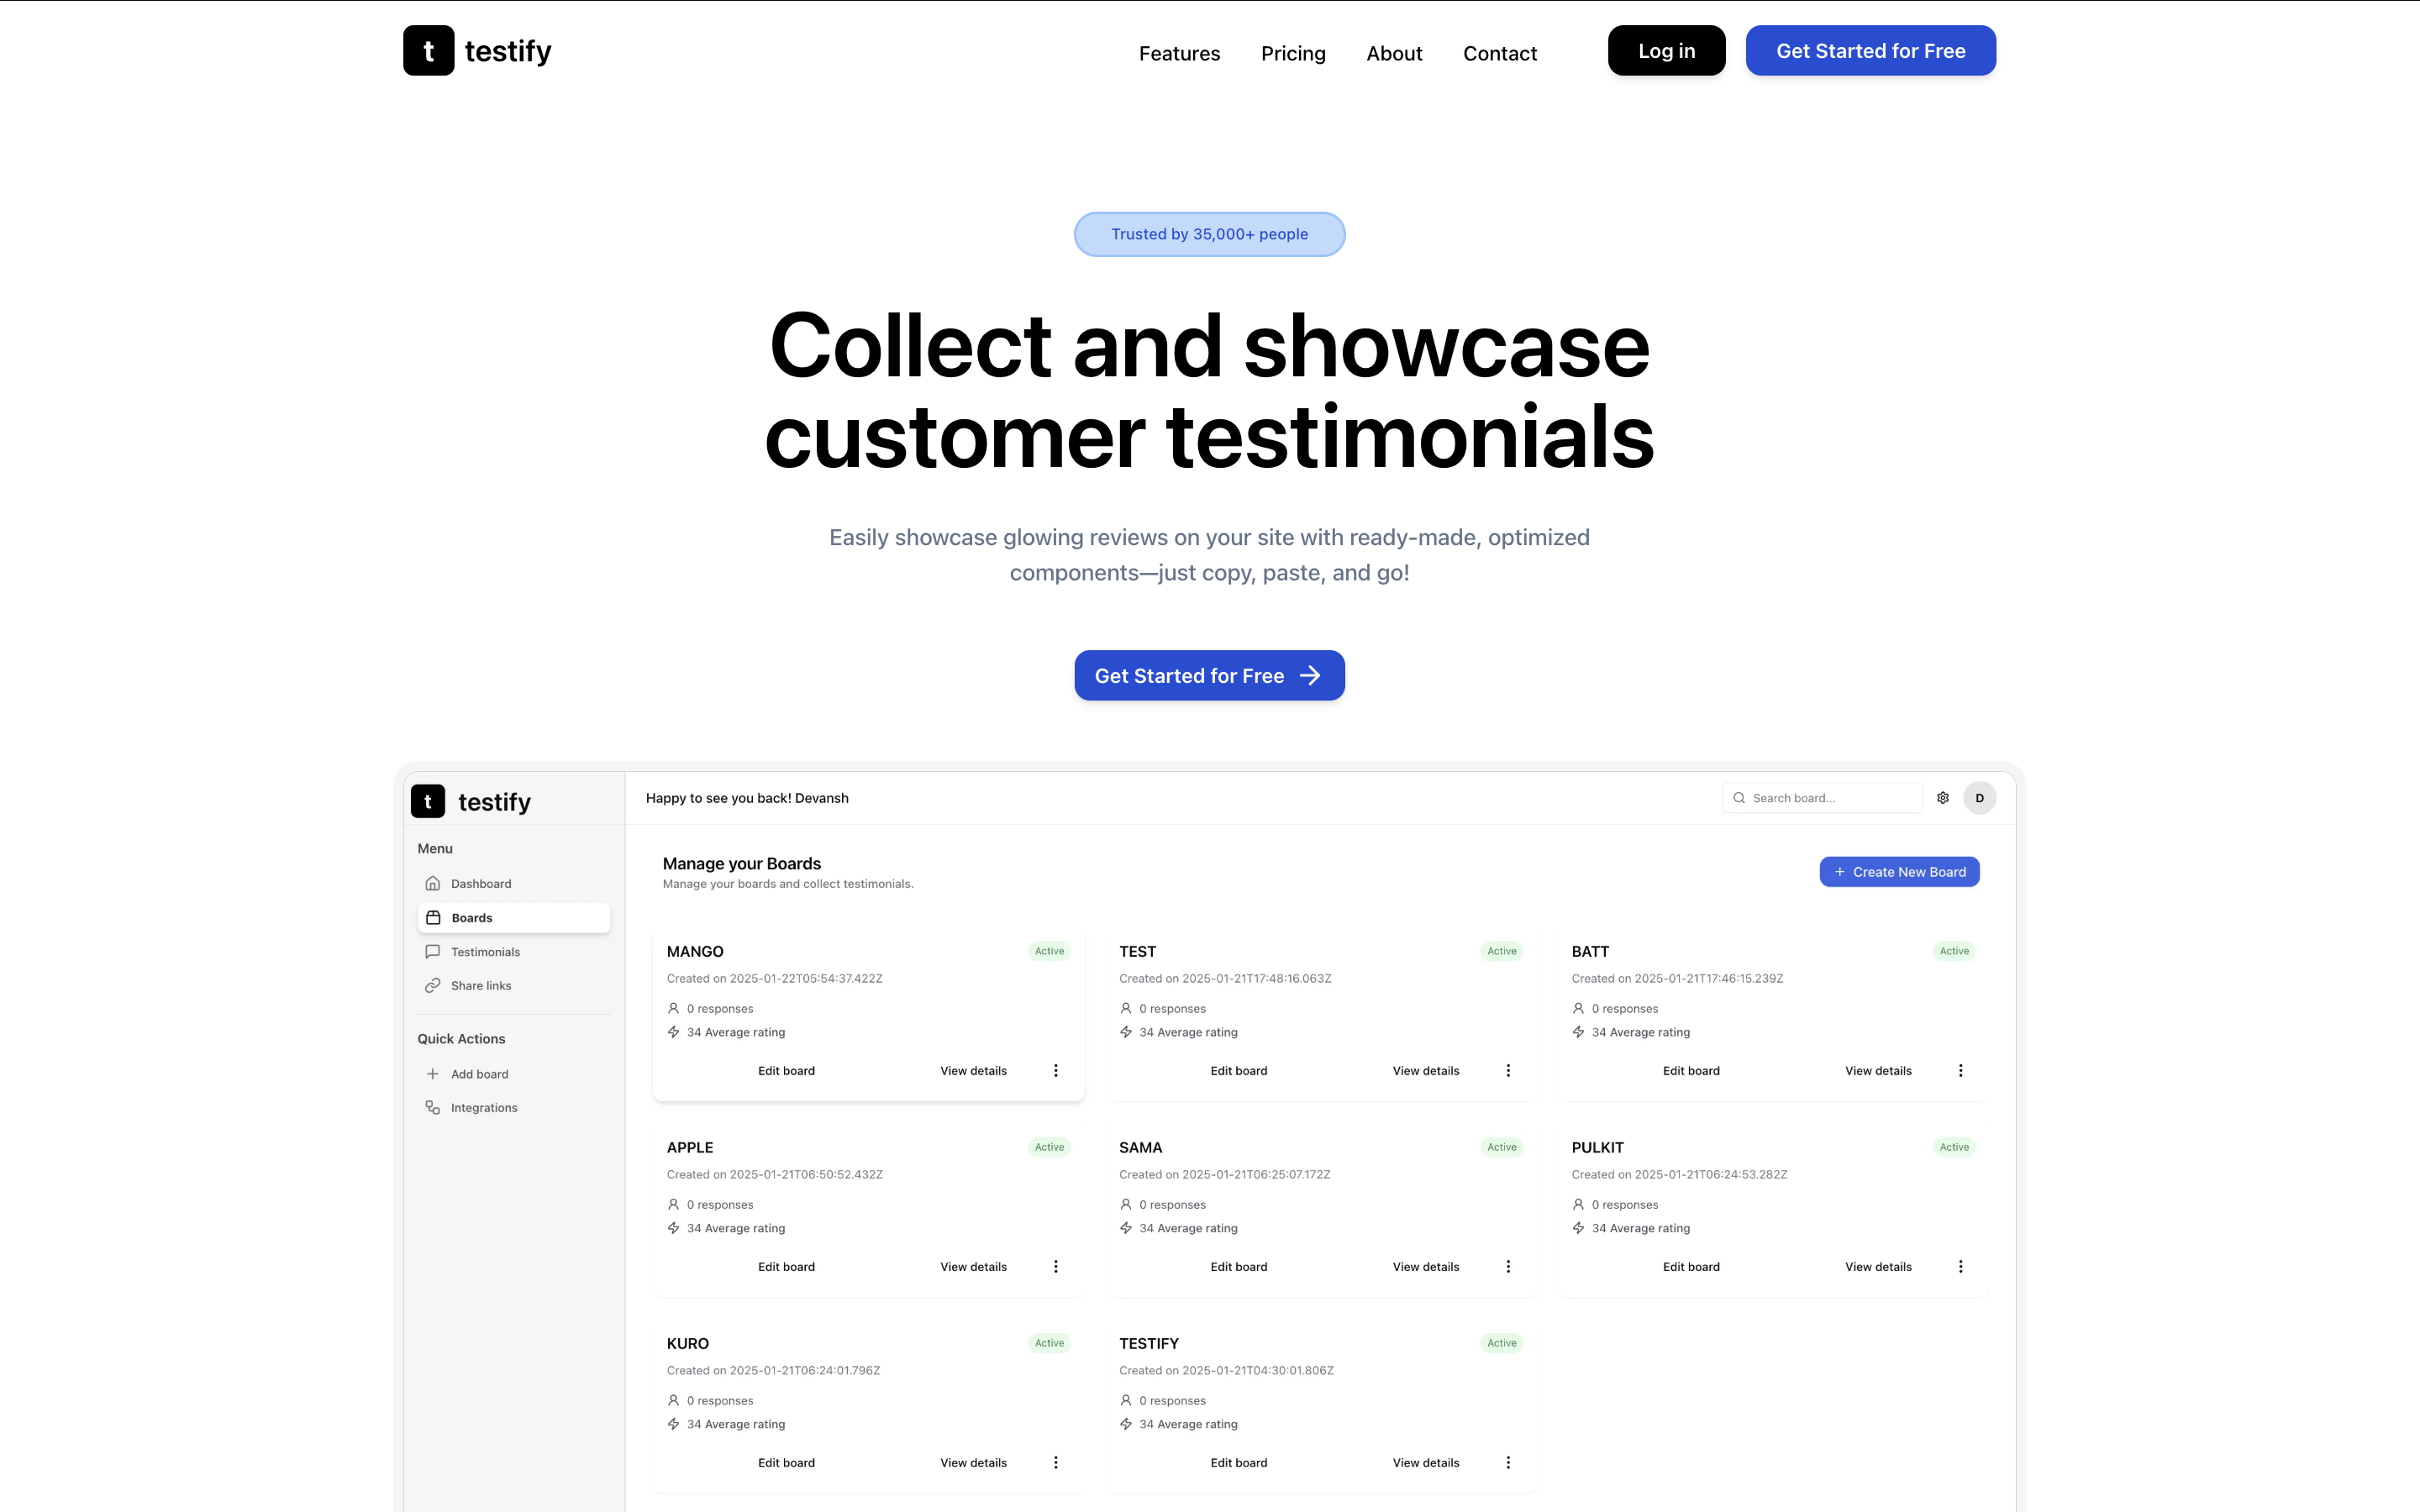 t testify
Features Pricing About Contact Log in Get Started for Free
Trusted by 35,000+ people
Collect and showcase
customer testimonials
Easily showcase glowing reviews on your site with ready-made, optimized
components—just copy, paste, and go!
Get Started for Free
t testify
Menu
Dashboard
Boards
Testimonials
Share links
Quick Actions
Add board
Integrations
Happy to see you back! Devansh
Search board...
D
Manage your Boards
Manage your boards and collect testimonials.
Create New Board
MANGO
Active
Created on 2025-01-22T05:54:37.422Z
0 responses
34 Average rating
Edit board View details
TEST
Active
Created on 2025-01-21T17:48:16.063Z
0 responses
34 Average rating
Edit board View details
BATT
Active
Created on 2025-01-21T17:46:15.239Z
0 responses
34 Average rating
Edit board View details
APPLE
Active
Created on 2025-01-21T06:50:52.432Z
0 responses
34 Average rating
Edit board View details
SAMA
Active
Created on 2025-01-21T06:25:07.172Z
0 responses
34 Average rating
Edit board View details
PULKIT
Active
Created on 2025-01-21T06:24:53.282Z
0 responses
34 Average rating
Edit board View details
KURO
Active
Created on 2025-01-21T06:24:01.796Z
0 responses
34 Average rating
Edit board View details
TESTIFY
Active
Created on 2025-01-21T04:30:01.806Z
0 responses
34 Average rating
Edit board View details